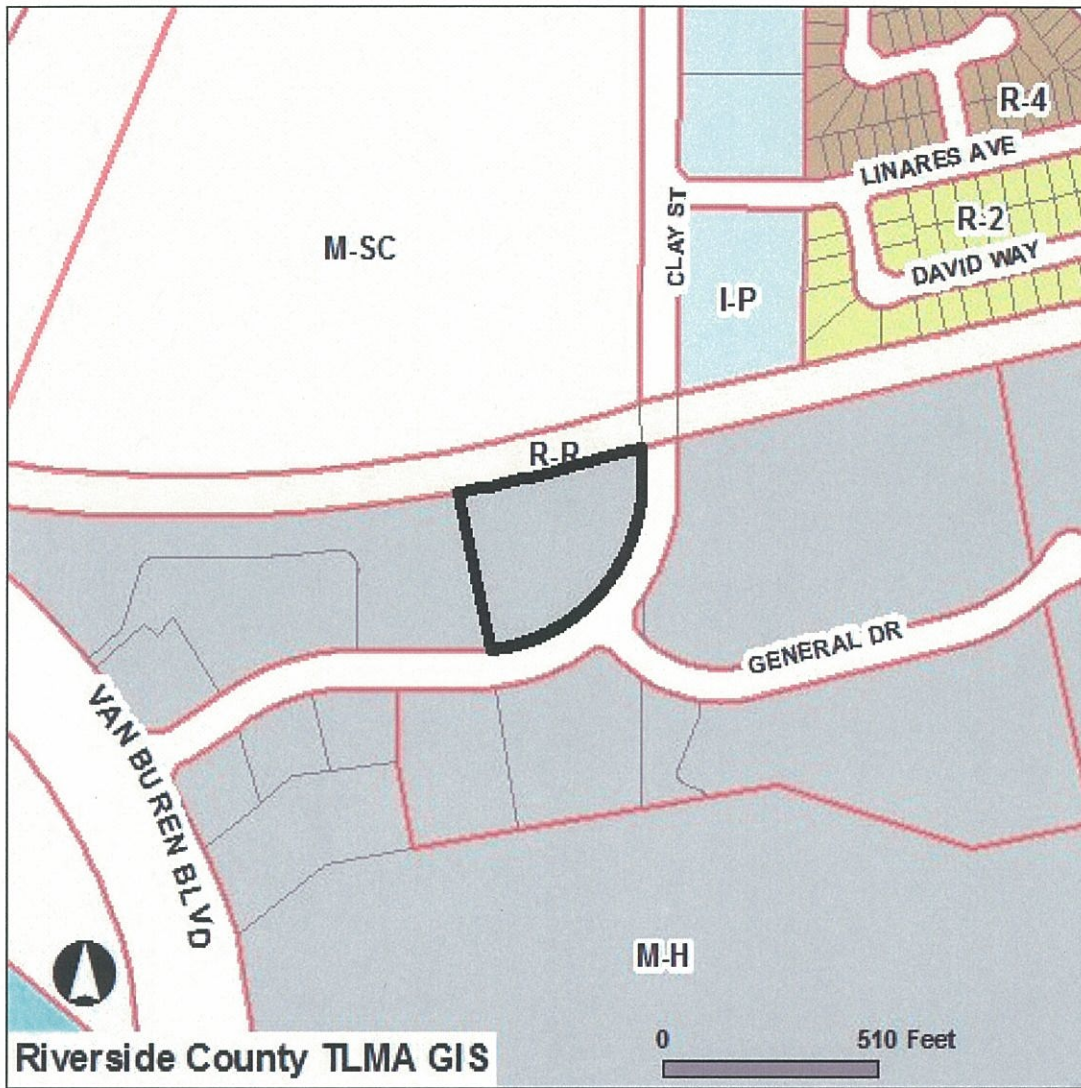 R-4
LINARES AVE
R-2
DAVID WAY
CLAY ST
M-SC
I-P
R-R
GENERAL DR
VAN BUREN BLVD
M-H
0 510 Feet
Riverside County TLMA GIS